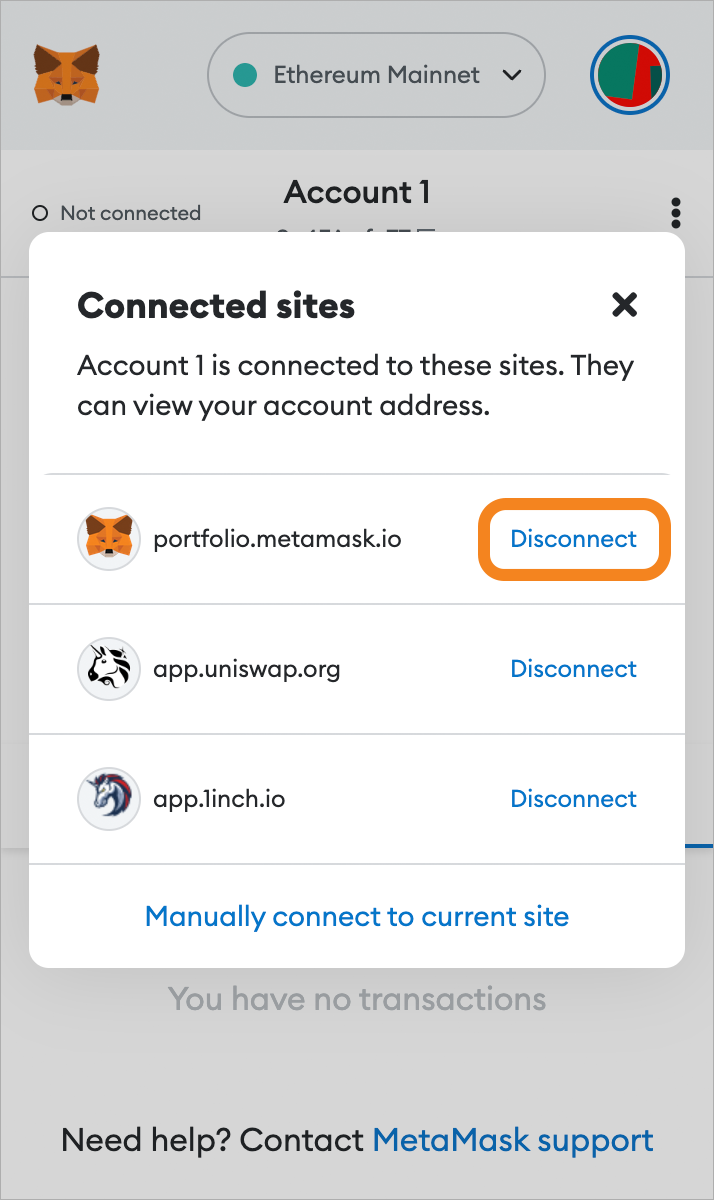 Ethereum Mainnet
Account 1
Not connected
Connected sites
Account 1 is connected to these sites. They
can view your account address.
portfolio.metamask.io
Disconnect
app.uniswap.org
Disconnect
app.1inch.io
Disconnect
Manually connect to current site
You have no transactions
Need help? Contact MetaMask support